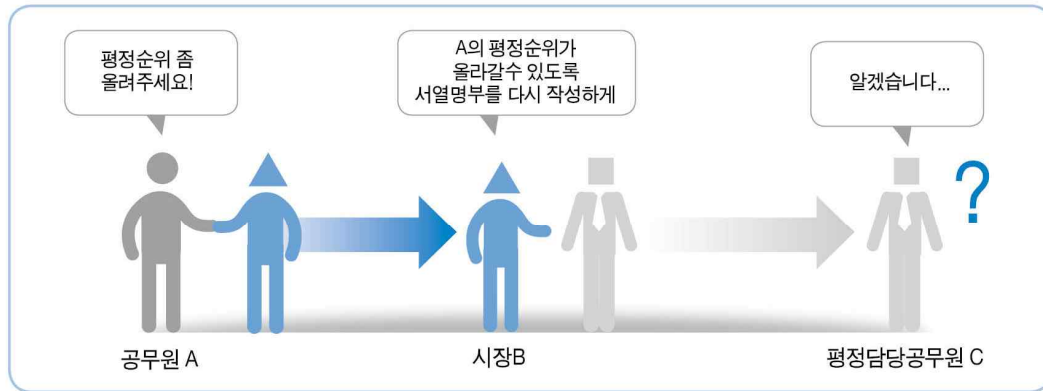 평정순위 좀
올려주세요!
A의 평정순위가
올라갈수 있도록
서열명부를 다시 작성하게
알겠습니다...
?
공무원 A
시장B
평정담당공무원 C